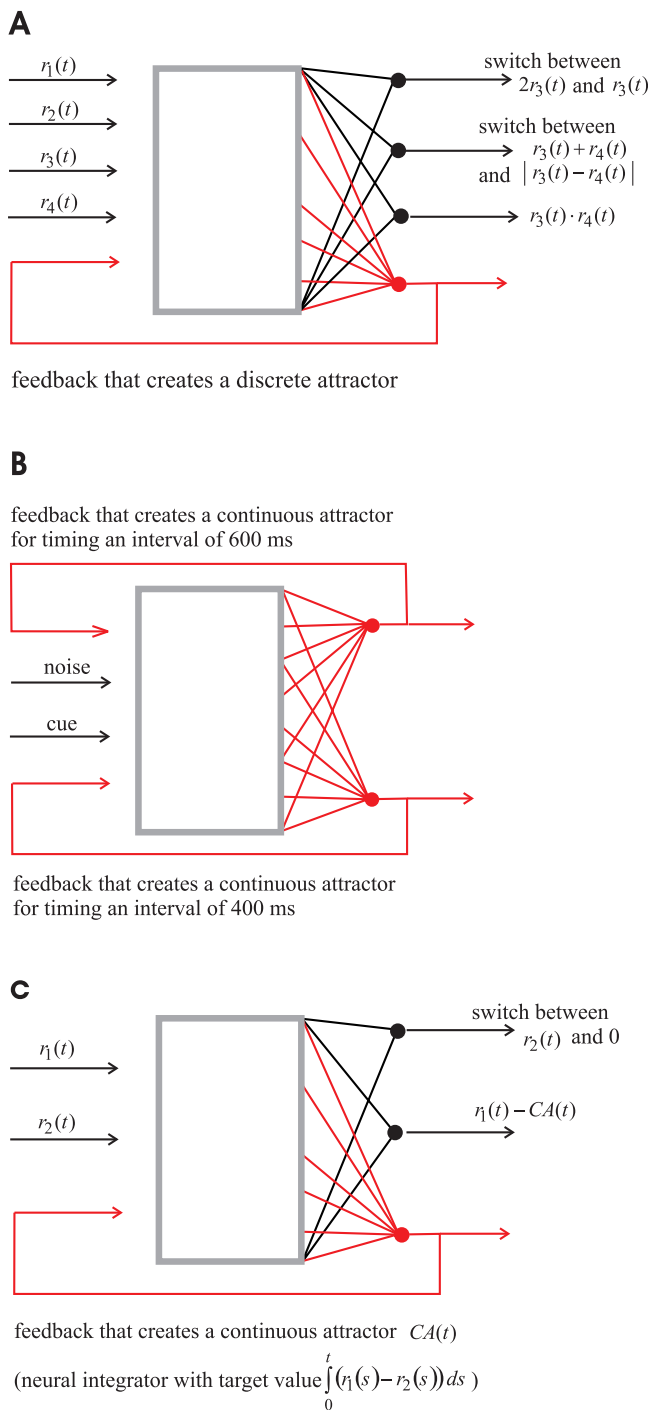 A
r₁(t)
r₂(t)
r₃(t)
r₄(t)
switch between
2r₃(t) and r₃(t)
switch between
r₃(t) + r₄(t)
and |r₃(t) − r₄(t)|
r₃(t) · r₄(t)
feedback that creates a discrete attractor
B
feedback that creates a continuous attractor
for timing an interval of 600 ms
noise
cue
feedback that creates a continuous attractor
for timing an interval of 400 ms
C
r₁(t)
r₂(t)
switch between
r₂(t) and 0
r₁(t) − CA(t)
feedback that creates a continuous attractor CA(t)
(neural integrator with target value ∫₀ᵗ (r₁(s) − r₂(s)) ds )